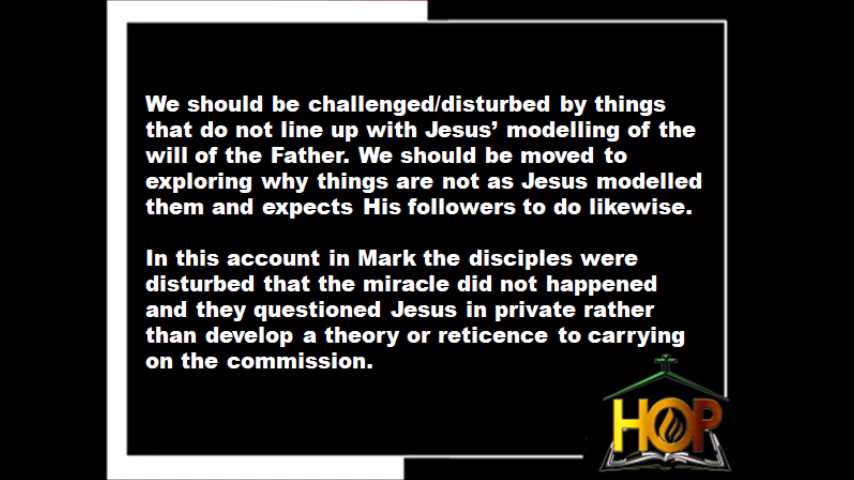 We should be challenged/disturbed by things
that do not line up with Jesus’ modelling of the
will of the Father. We should be moved to
exploring why things are not as Jesus modelled
them and expects His followers to do likewise.
In this account in Mark the disciples were
disturbed that the miracle did not happened
and they questioned Jesus in private rather
than develop a theory or reticence to carrying
on the commission.
HOP